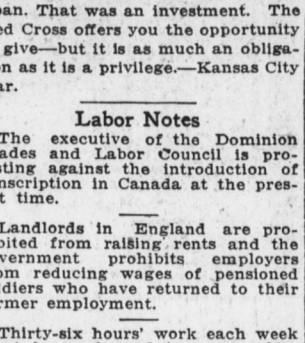 an. That was an investment. The
ed Cross offers you the opportunity
give—but it is as much an obliga-
n as it is a privilege.—Kansas City
ar.
Labor Notes
The executive of the Dominion
ades and Labor Council is pro-
sting against the introduction of
nscription in Canada at the pres-
t time.
Landlords in England are pro-
bited from raising rents and the
vernment prohibits employers
om reducing wages of pensioned
ldiers who have returned to their
rmer employment.
Thirty-six hours' work each week